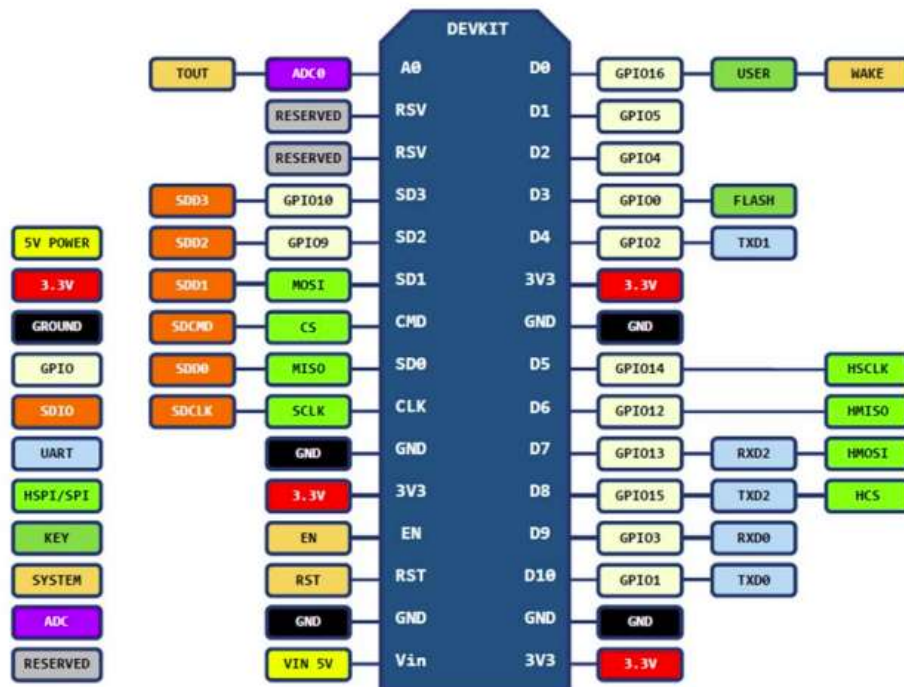 DEVKIT
TOUT ADC0 A0 D0 GPIO16 USER WAKE
RESERVED RSV D1 GPIO5
RESERVED RSV D2 GPIO4
SDD3 GPIO10 SD3 D3 GPIO0 FLASH
5V POWER SDD2 GPIO9 SD2 D4 GPIO2 TXD1
3.3V SDD1 MOSI SD1 3V3 3.3V
GROUND SDCMD CS CMD GND GND
GPIO SDD0 MISO SD0 D5 GPIO14 HSCLK
SDIO SDCLK SCLK CLK D6 GPIO12 HMISO
UART GND GND D7 GPIO13 RXD2 HMOSI
HSPI/SPI 3.3V 3V3 D8 GPIO15 TXD2 HCS
KEY EN EN D9 GPIO3 RXD0
SYSTEM RST RST D10 GPIO1 TXD0
ADC GND GND GND GND
RESERVED VIN 5V Vin 3V3 3.3V